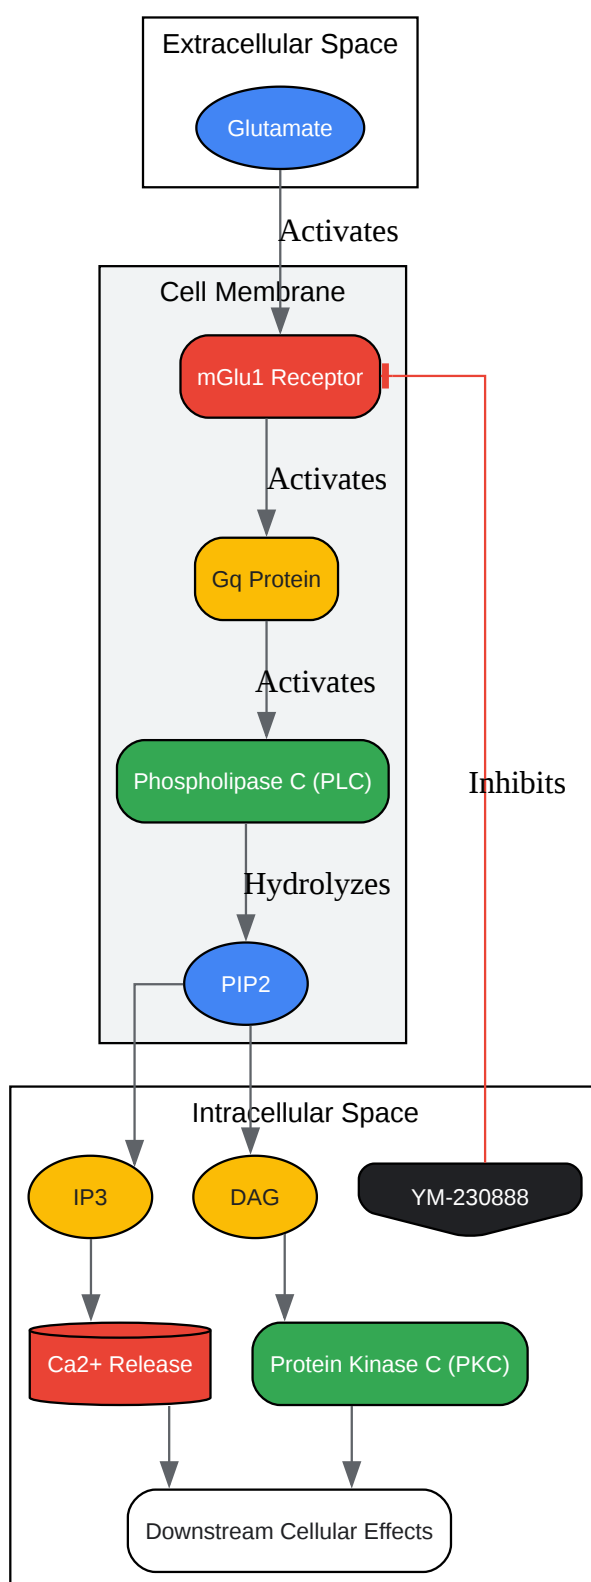 Extracellular Space
Glutamate
Activates
Cell Membrane
mGlu1 Receptor
Activates
Gq Protein
Activates
Phospholipase C (PLC)
Inhibits
Hydrolyzes
PIP2
Intracellular Space
IP3
DAG
YM-230888
Ca2+ Release
Protein Kinase C (PKC)
Downstream Cellular Effects